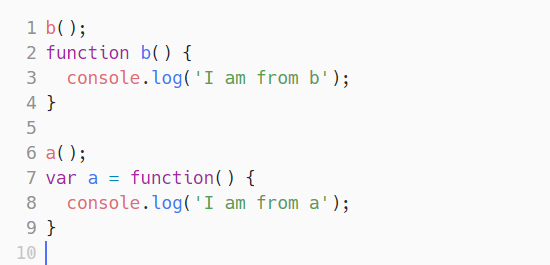 1 b();
2 function b() {
3   console.log('I am from b');
4 }
5
6 a();
7 var a = function() {
8   console.log('I am from a');
9 }
10